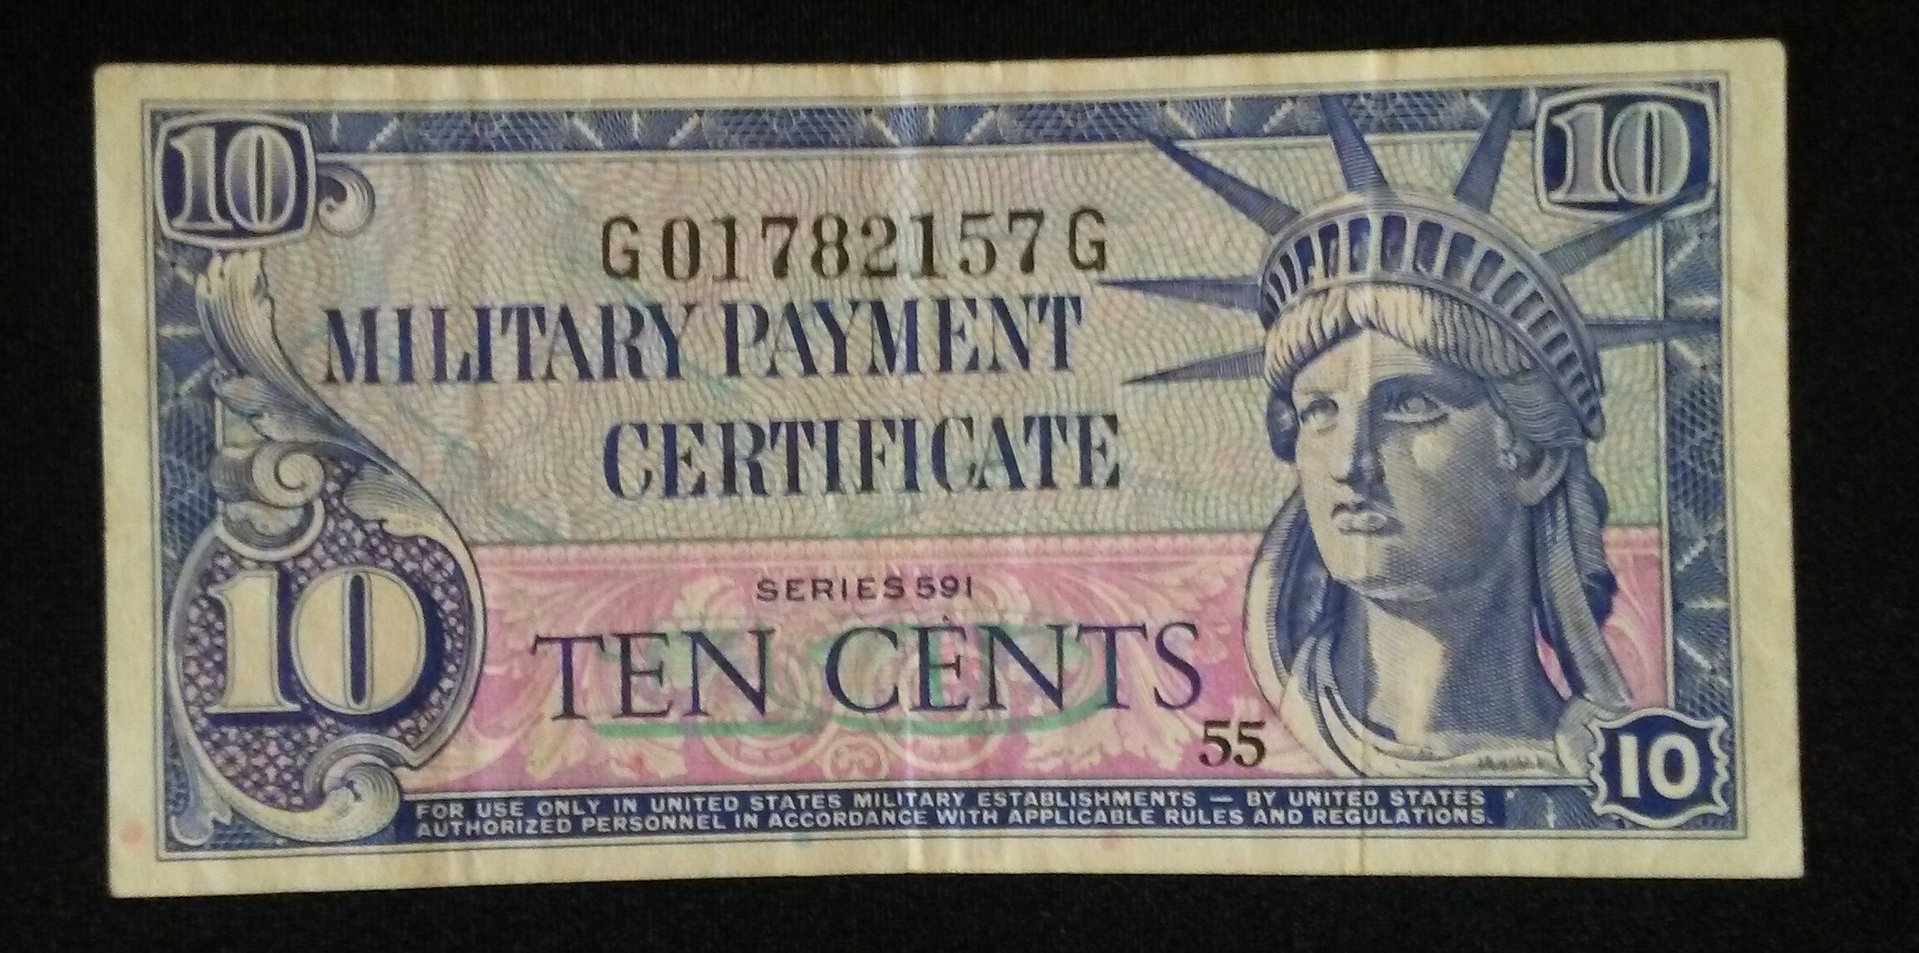 10
10
G01782157G
MILITARY PAYMENT
CERTIFICATE
SERIES 591
10
TEN CENTS
55
10
FOR USE ONLY IN UNITED STATES MILITARY ESTABLISHMENTS — BY UNITED STATES
AUTHORIZED PERSONNEL IN ACCORDANCE WITH APPLICABLE RULES AND REGULATIONS.